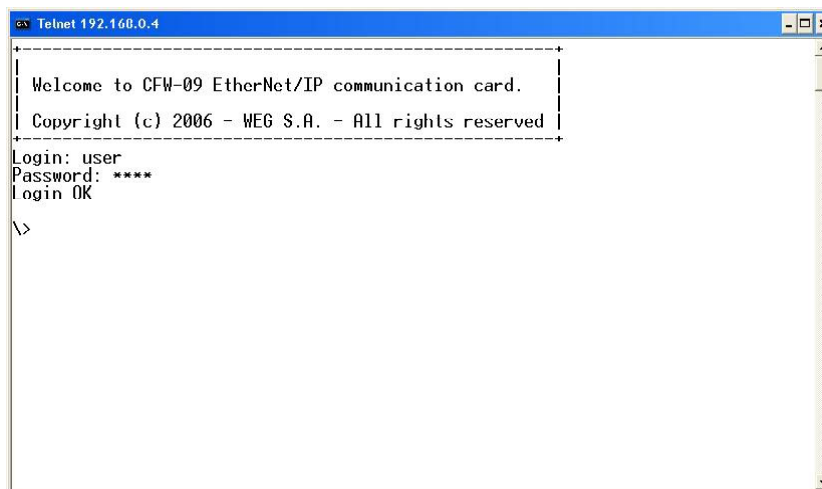 Telnet 192.168.0.4
Welcome to CFW-09 EtherNet/IP communication card.
Copyright (c) 2006 - WEG S.A. - All rights reserved
Login: user
Password: ****
Login OK
\>